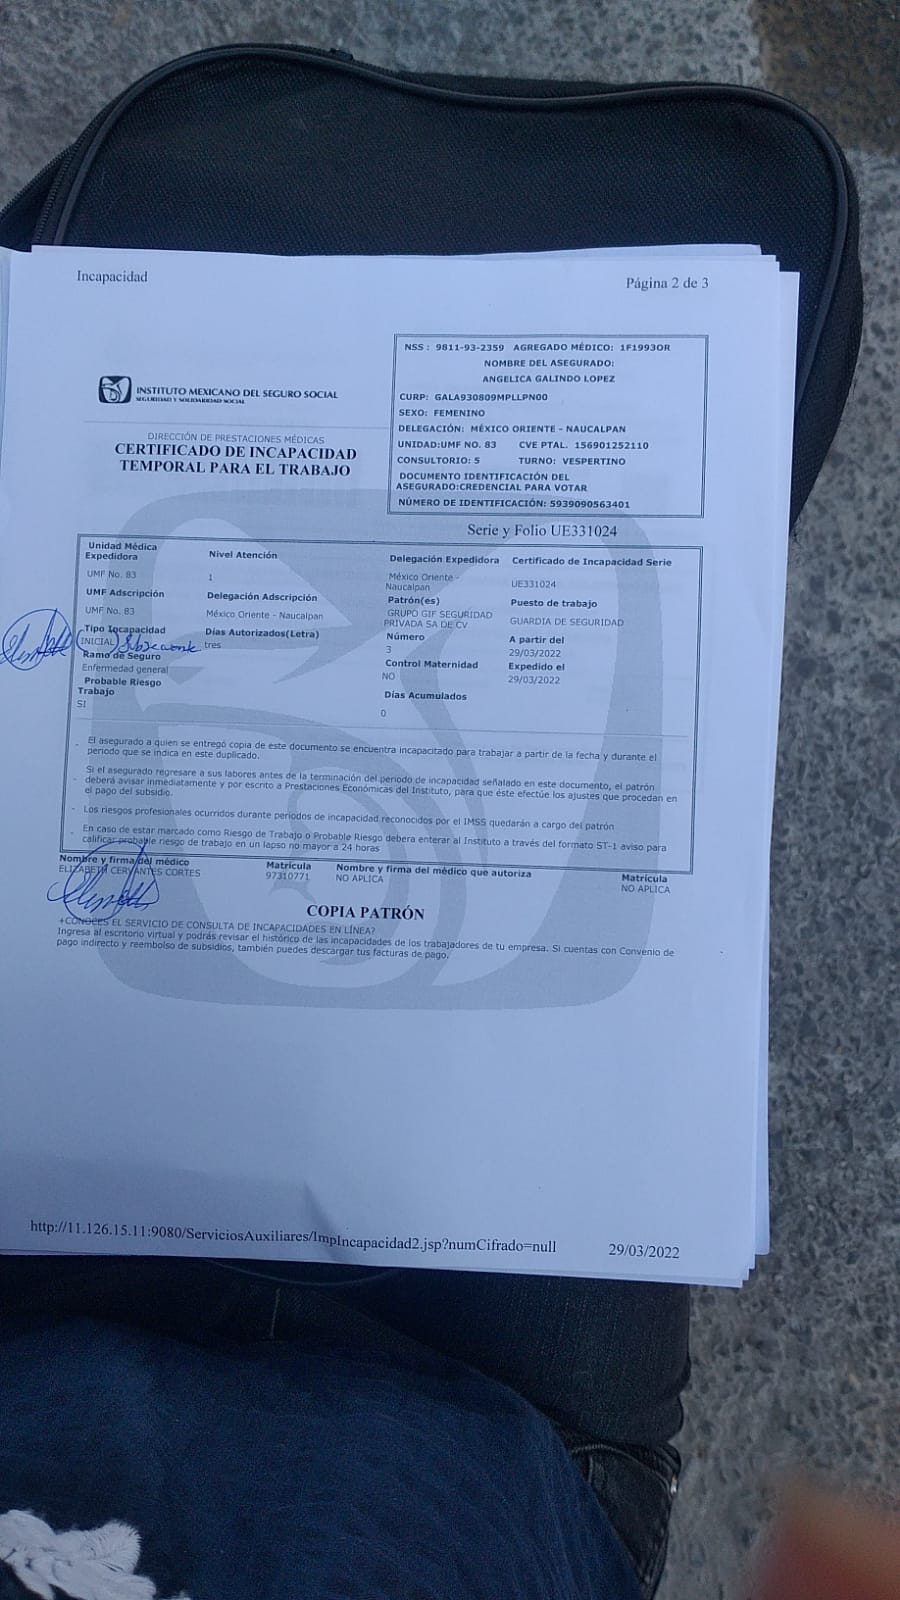 Incapacidad
Página 2 de 3
NSS : 9811-93-2359 AGREGADO MÉDICO: 1F1993OR
NOMBRE DEL ASEGURADO:
ANGELICA GALINDO LOPEZ
CURP: GALA930809MPLLPN00
SEXO: FEMENINO
DELEGACIÓN: MÉXICO ORIENTE - NAUCALPAN
UNIDAD:UMF NO. 83 CVE PTAL. 156901252110
CONSULTORIO: 5 TURNO: VESPERTINO
DOCUMENTO IDENTIFICACIÓN DEL
ASEGURADO:CREDENCIAL PARA VOTAR
NÚMERO DE IDENTIFICACIÓN: 5939090563401
INSTITUTO MEXICANO DEL SEGURO SOCIAL
SEGURIDAD Y SOLIDARIDAD SOCIAL
DIRECCIÓN DE PRESTACIONES MÉDICAS
CERTIFICADO DE INCAPACIDAD
TEMPORAL PARA EL TRABAJO
Serie y Folio UE331024
Unidad Médica
Expedidora
Nivel Atención
Delegación Expedidora
Certificado de Incapacidad Serie
UMF No. 83
1
México Oriente -
Naucalpan
UE331024
UMF Adscripción
Delegación Adscripción
Patrón(es)
Puesto de trabajo
UMF No. 83
México Oriente - Naucalpan
GRUPO GIF SEGURIDAD
PRIVADA SA DE CV
GUARDIA DE SEGURIDAD
Tipo Incapacidad
Días Autorizados(Letra)
Número
A partir del
INICIAL
tres
3
29/03/2022
Ramo de Seguro
Control Maternidad
Expedido el
Enfermedad general
NO
29/03/2022
Probable Riesgo
Trabajo
Días Acumulados
SI
0
- El asegurado a quien se entregó copia de este documento se encuentra incapacitado para trabajar a partir de la fecha y durante el
periodo que se indica en este duplicado.
- Si el asegurado regresare a sus labores antes de la terminación del periodo de incapacidad señalado en este documento, el patrón
deberá avisar inmediatamente y por escrito a Prestaciones Económicas del Instituto, para que éste efectúe los ajustes que procedan en
el pago del subsidio.
- Los riesgos profesionales ocurridos durante periodos de incapacidad reconocidos por el IMSS quedarán a cargo del patrón
- En caso de estar marcado como Riesgo de Trabajo o Probable Riesgo debera enterar al Instituto a través del formato ST-1 aviso para
calificar probable riesgo de trabajo en un lapso no mayor a 24 horas
Nombre y firma del médico
Matrícula
Nombre y firma del médico que autoriza
Matrícula
ELIZABETH CERVANTES CORTES
97310771
NO APLICA
NO APLICA
COPIA PATRÓN
+CONOCES EL SERVICIO DE CONSULTA DE INCAPACIDADES EN LÍNEA?
Ingresa al escritorio virtual y podrás revisar el histórico de las incapacidades de los trabajadores de tu empresa. Si cuentas con Convenio de
pago indirecto y reembolso de subsidios, también puedes descargar tus facturas de pago.
http://11.126.15.11:9080/ServiciosAuxiliares/ImpIncapacidad2.jsp?numCifrado=null
29/03/2022